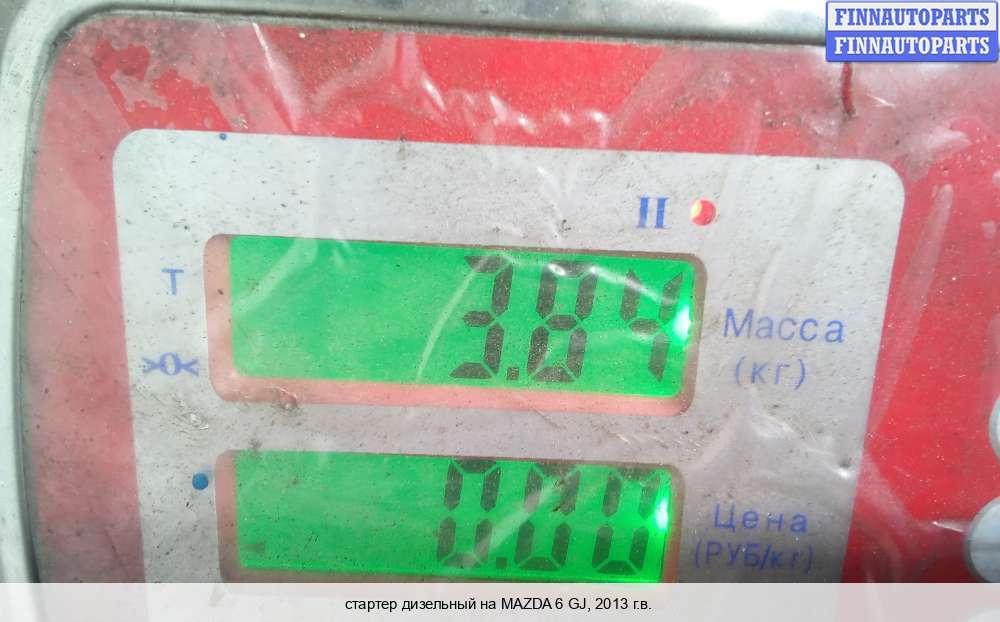 FINNAUTOPARTS
FINNAUTOPARTS
II
T
3.84
Масса
(кг)
>0<
0.00
Цена
(РУБ/кг)
стартер дизельный на MAZDA 6 GJ, 2013 г.в.